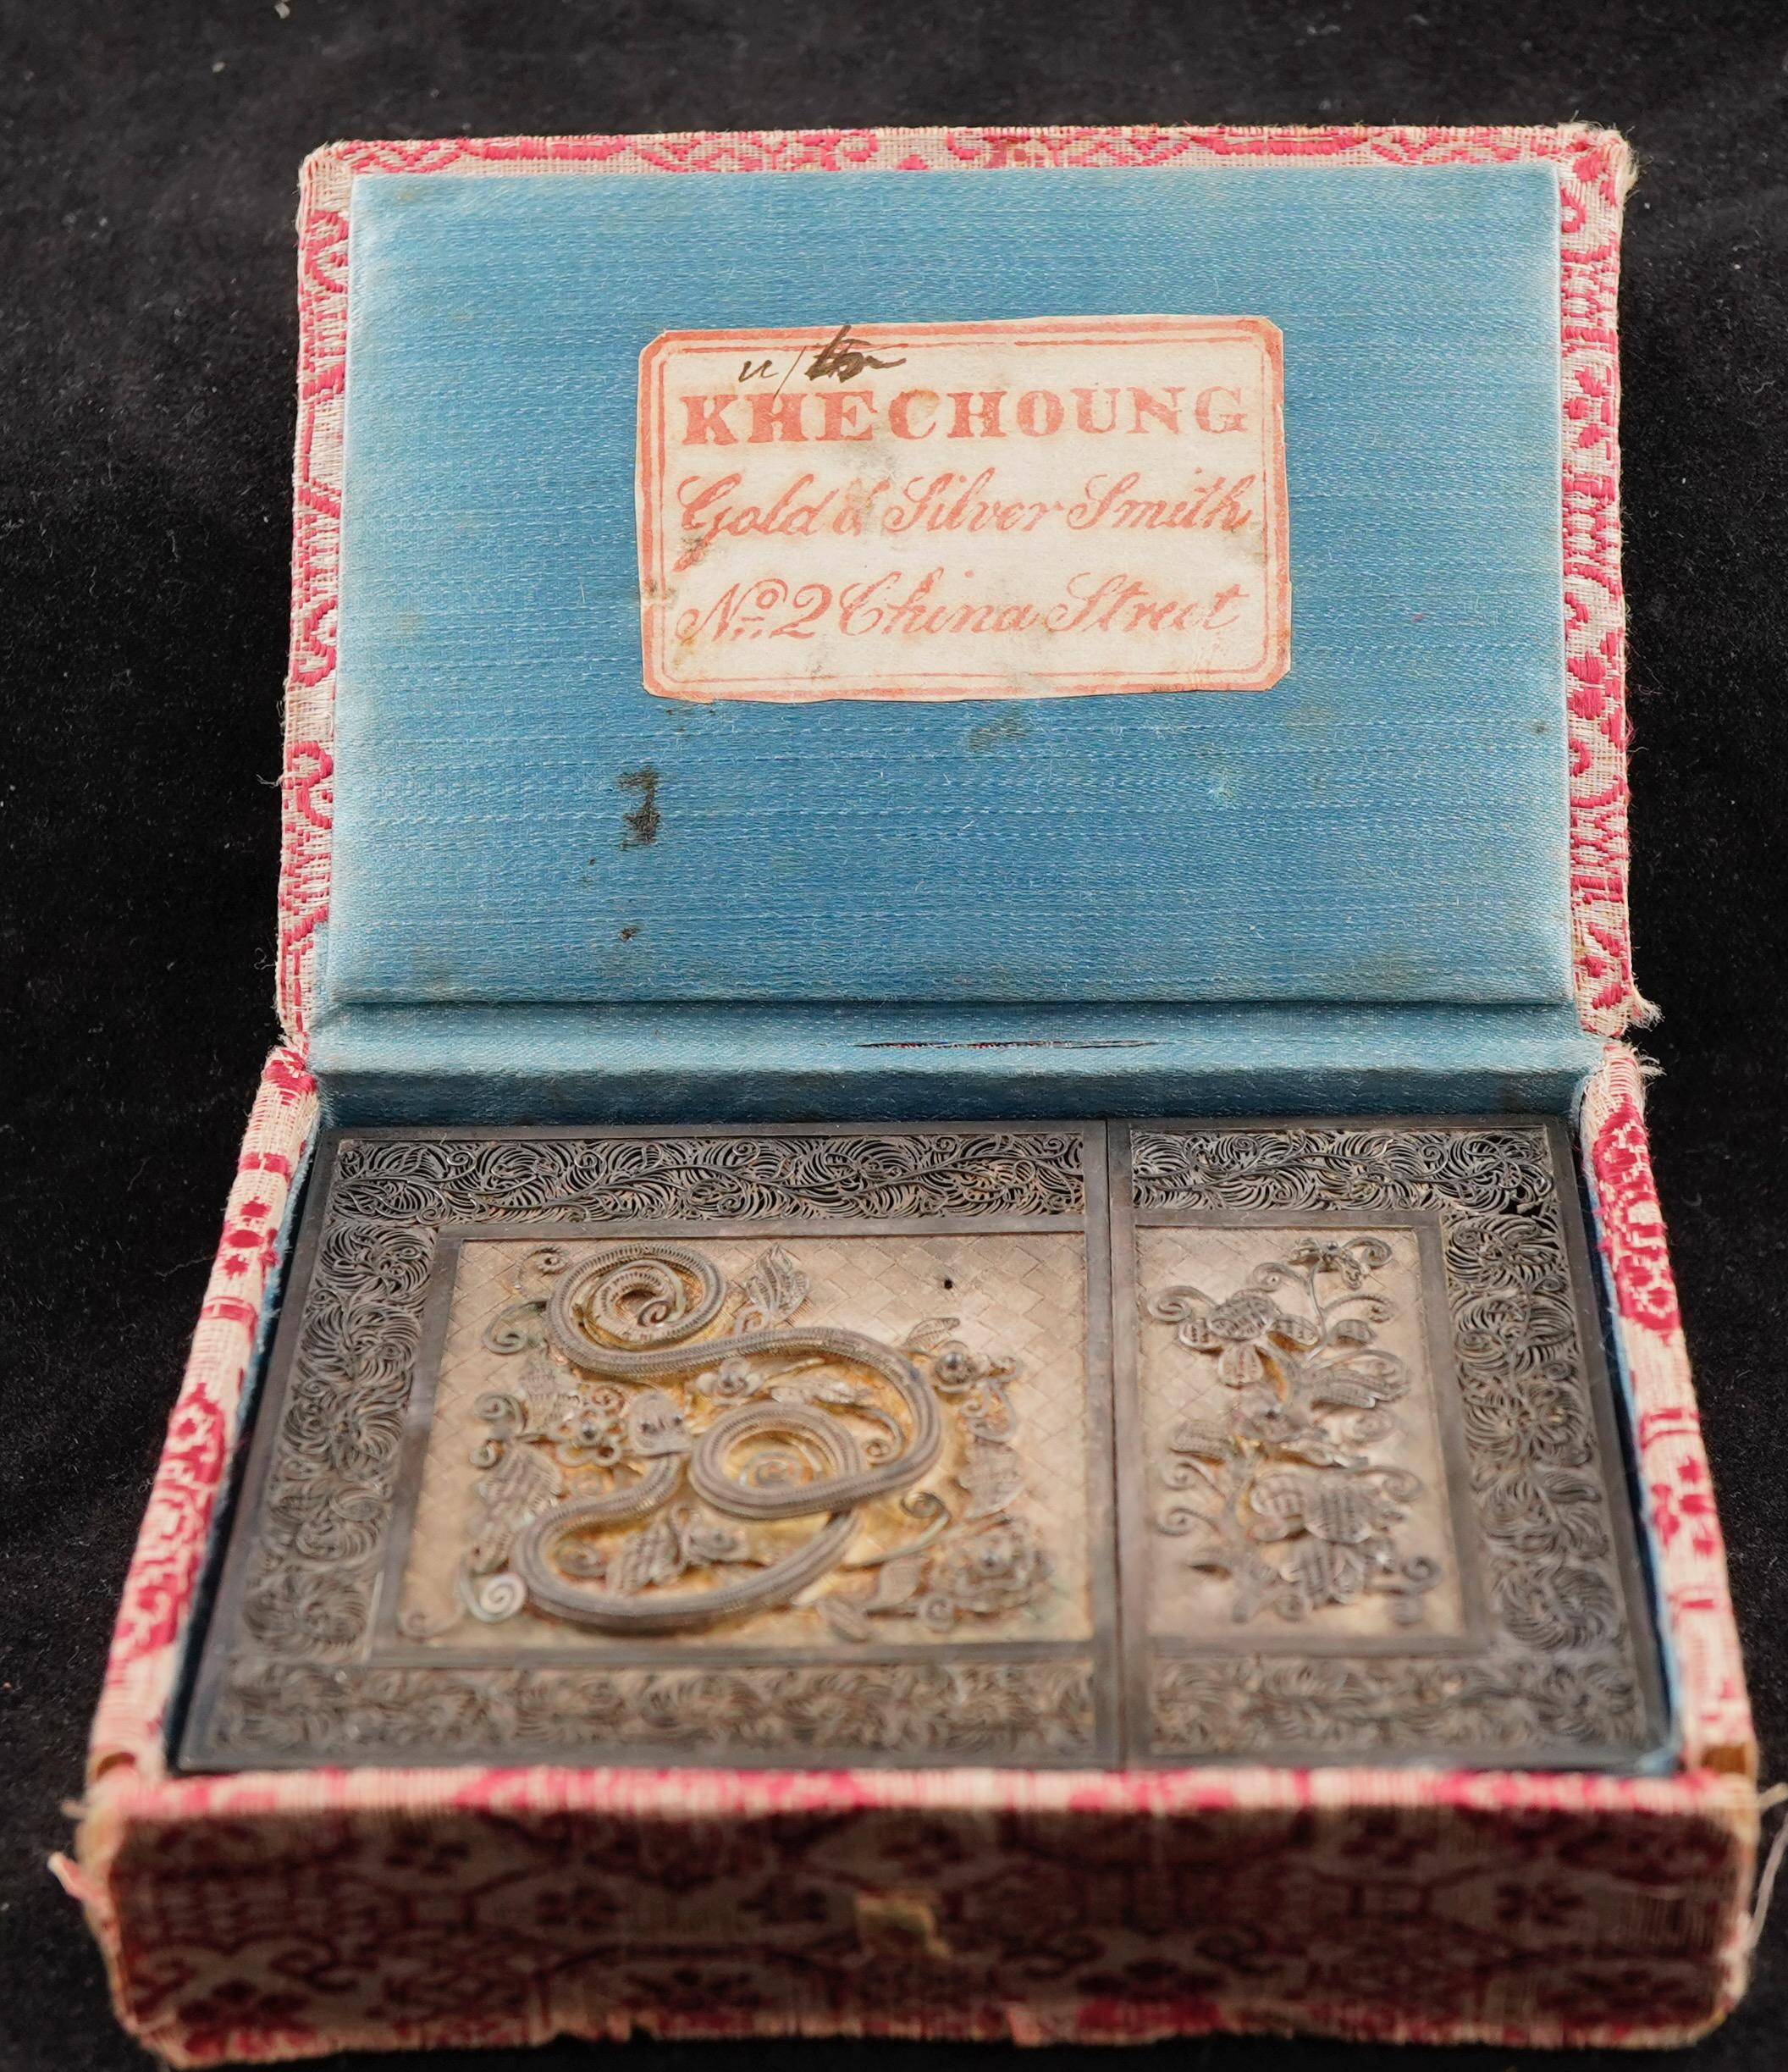 KHECHOUNG
Gold & Silver Smith
No. 2 China Street